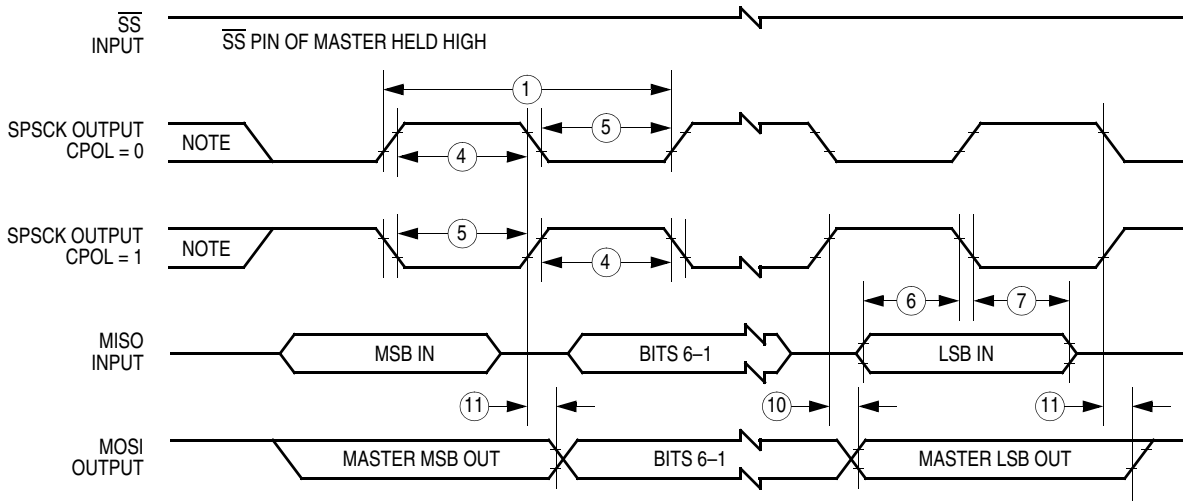 SS
INPUT
SS PIN OF MASTER HELD HIGH
1
SPSCK OUTPUT
CPOL = 0
NOTE
4
5
SPSCK OUTPUT
CPOL = 1
NOTE
5
4
6
7
MISO
INPUT
MSB IN
BITS 6–1
LSB IN
11
10
11
MOSI
OUTPUT
MASTER MSB OUT
BITS 6–1
MASTER LSB OUT